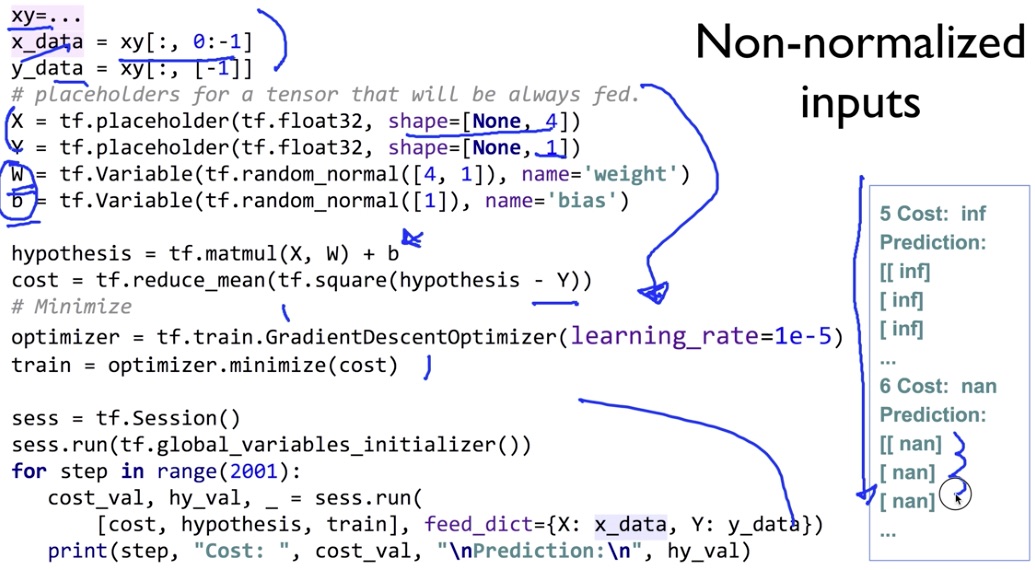 Non-normalized
inputs
xy=...
x_data = xy[:, 0:-1]
y_data = xy[:, [-1]]
# placeholders for a tensor that will be always fed.
X = tf.placeholder(tf.float32, shape=[None, 4])
Y = tf.placeholder(tf.float32, shape=[None, 1])
W = tf.Variable(tf.random_normal([4, 1]), name='weight')
b = tf.Variable(tf.random_normal([1]), name='bias')
hypothesis = tf.matmul(X, W) + b
cost = tf.reduce_mean(tf.square(hypothesis - Y))
# Minimize
optimizer = tf.train.GradientDescentOptimizer(learning_rate=1e-5)
train = optimizer.minimize(cost)
sess = tf.Session()
sess.run(tf.global_variables_initializer())
for step in range(2001):
    cost_val, hy_val, _ = sess.run(
        [cost, hypothesis, train], feed_dict={X: x_data, Y: y_data})
    print(step, "Cost: ", cost_val, "\nPrediction:\n", hy_val)
5 Cost: inf
Prediction:
[[ inf]
[ inf]
[ inf]
...
6 Cost: nan
Prediction:
[[ nan]
[ nan]
[ nan]
...